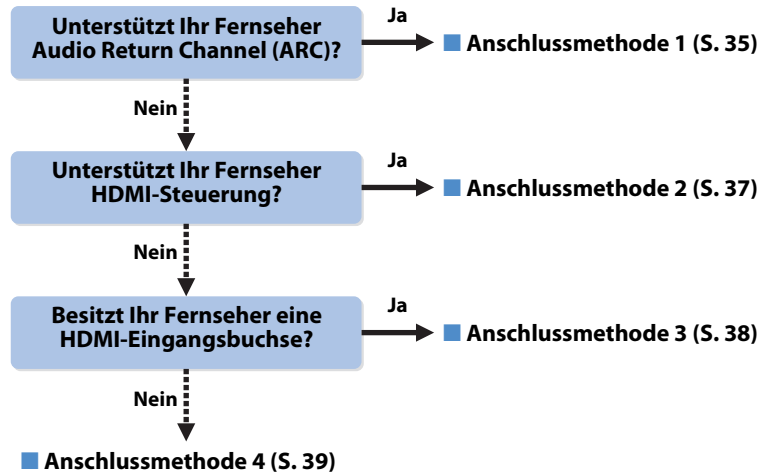 Unterstützt Ihr Fernseher
Audio Return Channel (ARC)?
Ja
Anschlussmethode 1 (S. 35)
Nein
Unterstützt Ihr Fernseher
HDMI-Steuerung?
Ja
Anschlussmethode 2 (S. 37)
Nein
Besitzt Ihr Fernseher eine
HDMI-Eingangsbuchse?
Ja
Anschlussmethode 3 (S. 38)
Nein
Anschlussmethode 4 (S. 39)